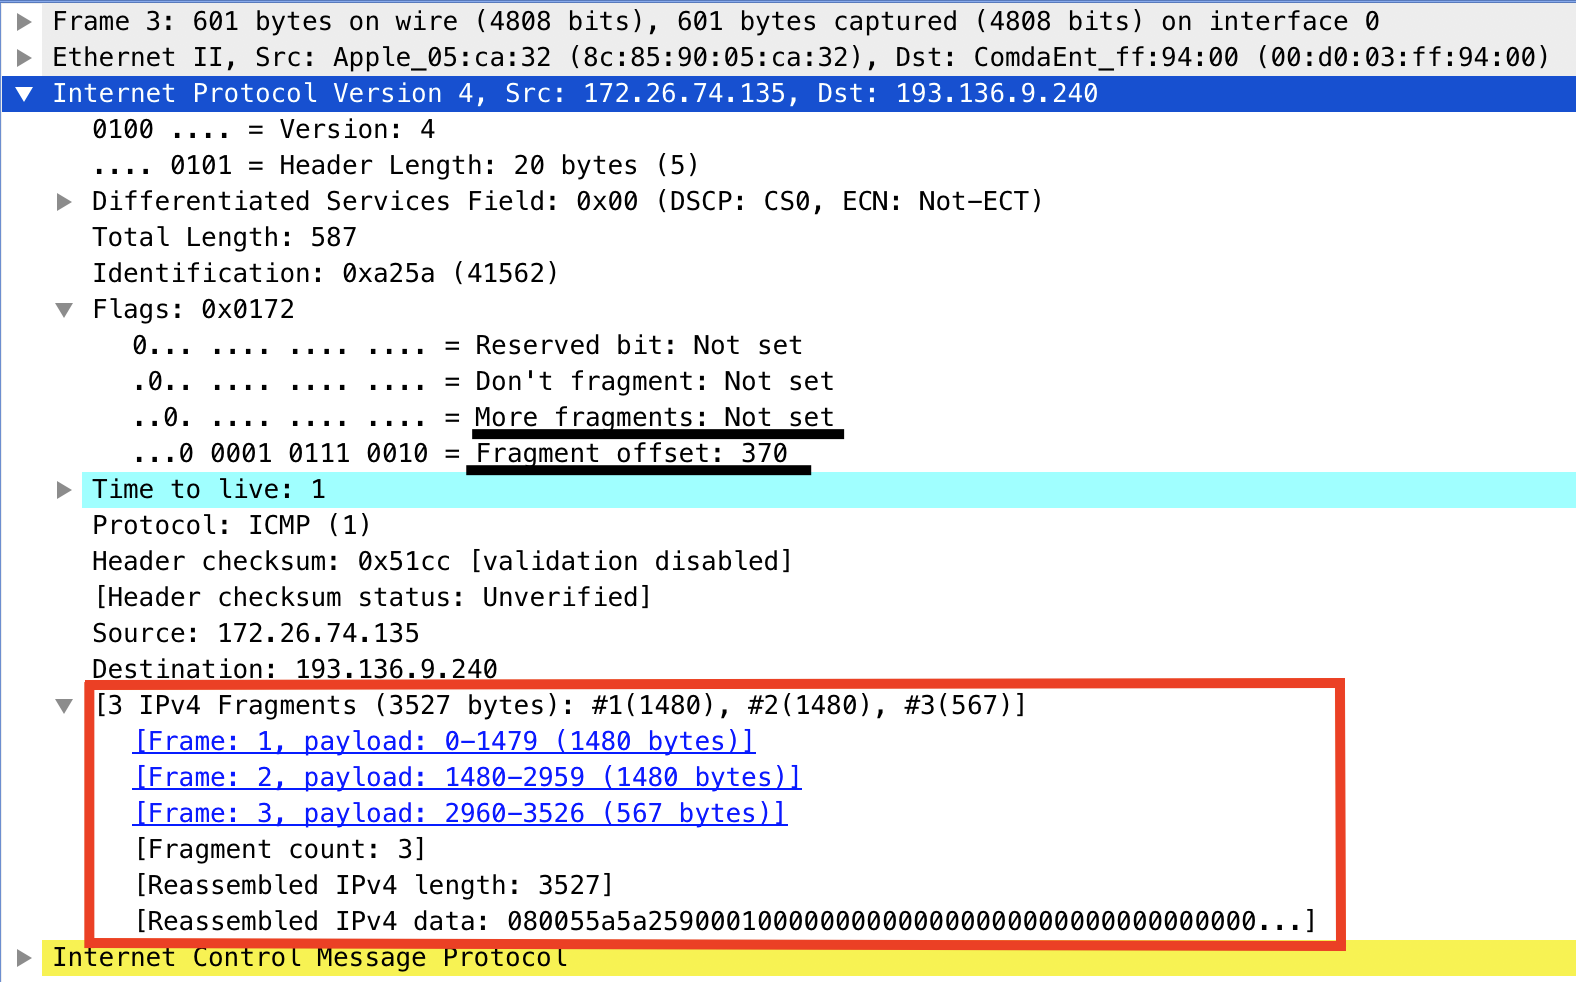 Frame 3: 601 bytes on wire (4808 bits), 601 bytes captured (4808 bits) on interface 0
Ethernet II, Src: Apple_05:ca:32 (8c:85:90:05:ca:32), Dst: ComdaEnt_ff:94:00 (00:d0:03:ff:94:00)
Internet Protocol Version 4, Src: 172.26.74.135, Dst: 193.136.9.240
0100 .... = Version: 4
.... 0101 = Header Length: 20 bytes (5)
Differentiated Services Field: 0x00 (DSCP: CS0, ECN: Not-ECT)
Total Length: 587
Identification: 0xa25a (41562)
Flags: 0x0172
0... .... .... .... = Reserved bit: Not set
.0.. .... .... .... = Don't fragment: Not set
..0. .... .... .... = More fragments: Not set
...0 0001 0111 0010 = Fragment offset: 370
Time to live: 1
Protocol: ICMP (1)
Header checksum: 0x51cc [validation disabled]
[Header checksum status: Unverified]
Source: 172.26.74.135
Destination: 193.136.9.240
[3 IPv4 Fragments (3527 bytes): #1(1480), #2(1480), #3(567)]
[Frame: 1, payload: 0-1479 (1480 bytes)]
[Frame: 2, payload: 1480-2959 (1480 bytes)]
[Frame: 3, payload: 2960-3526 (567 bytes)]
[Fragment count: 3]
[Reassembled IPv4 length: 3527]
[Reassembled IPv4 data: 080055a5a259000100000000000000000000000000000000...]
Internet Control Message Protocol